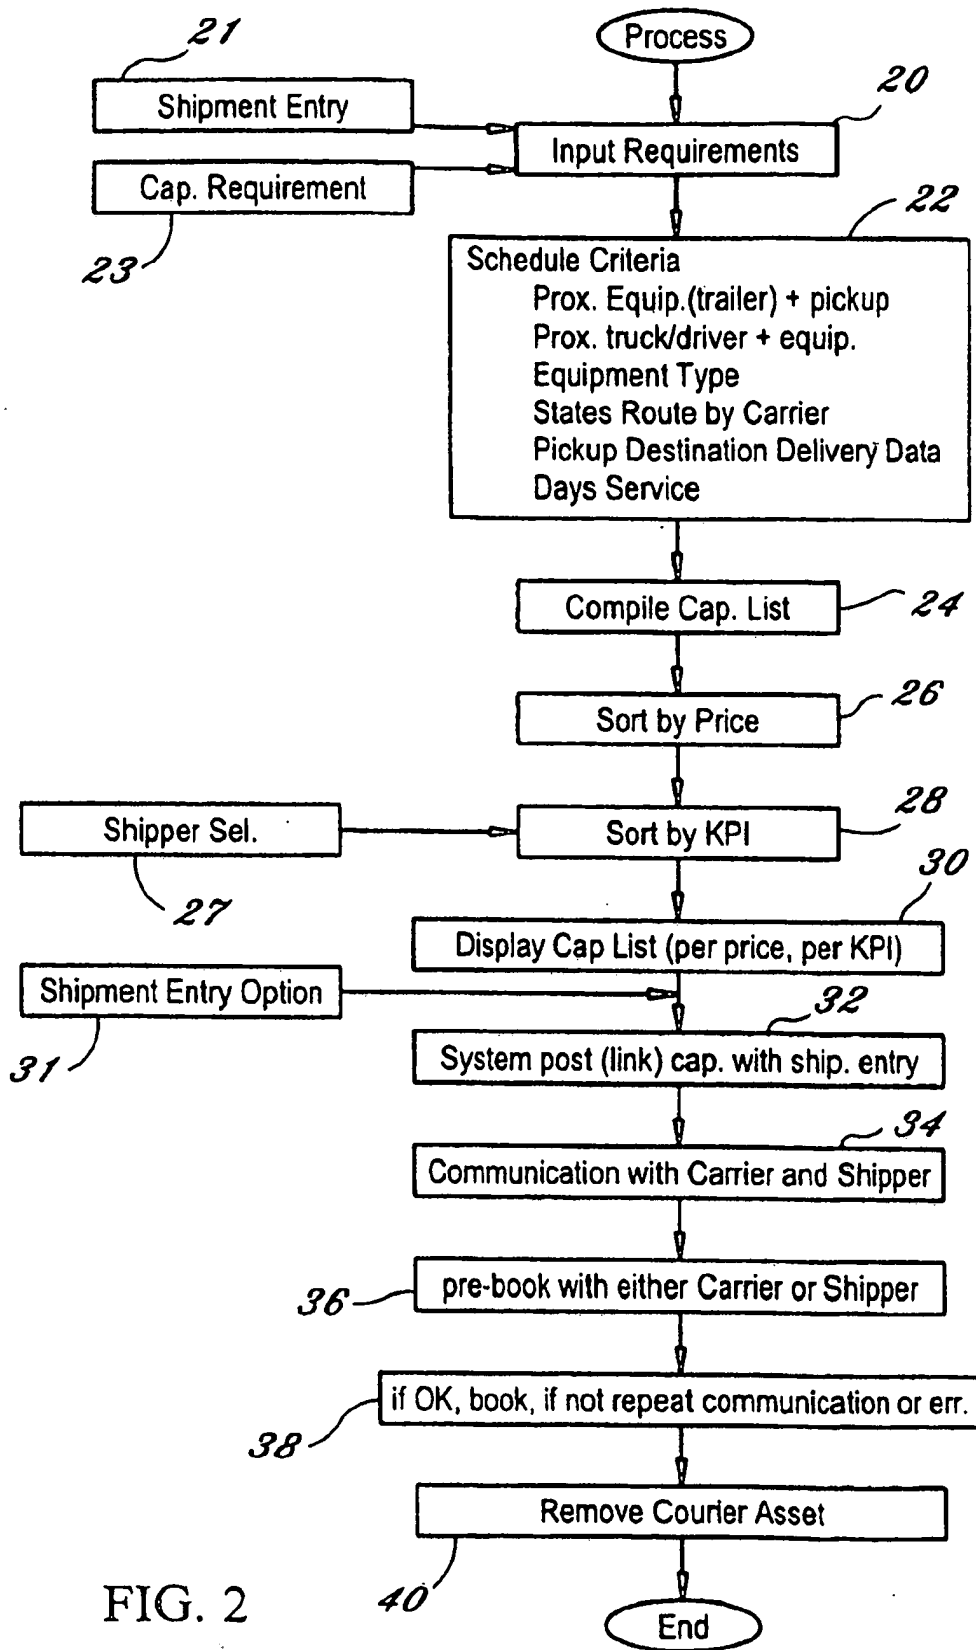 21
Process
Shipment Entry
20
Input Requirements
Cap. Requirement
23
22
Schedule Criteria
Prox. Equip.(trailer) + pickup
Prox. truck/driver + equip.
Equipment Type
States Route by Carrier
Pickup Destination Delivery Data
Days Service
Compile Cap. List
24
Sort by Price
26
Shipper Sel.
27
Sort by KPI
28
30
Display Cap List (per price, per KPI)
Shipment Entry Option
31
32
System post (link) cap. with ship. entry
34
Communication with Carrier and Shipper
pre-book with either Carrier or Shipper
36
if OK, book, if not repeat communication or err.
38
Remove Courier Asset
40
End
FIG. 2